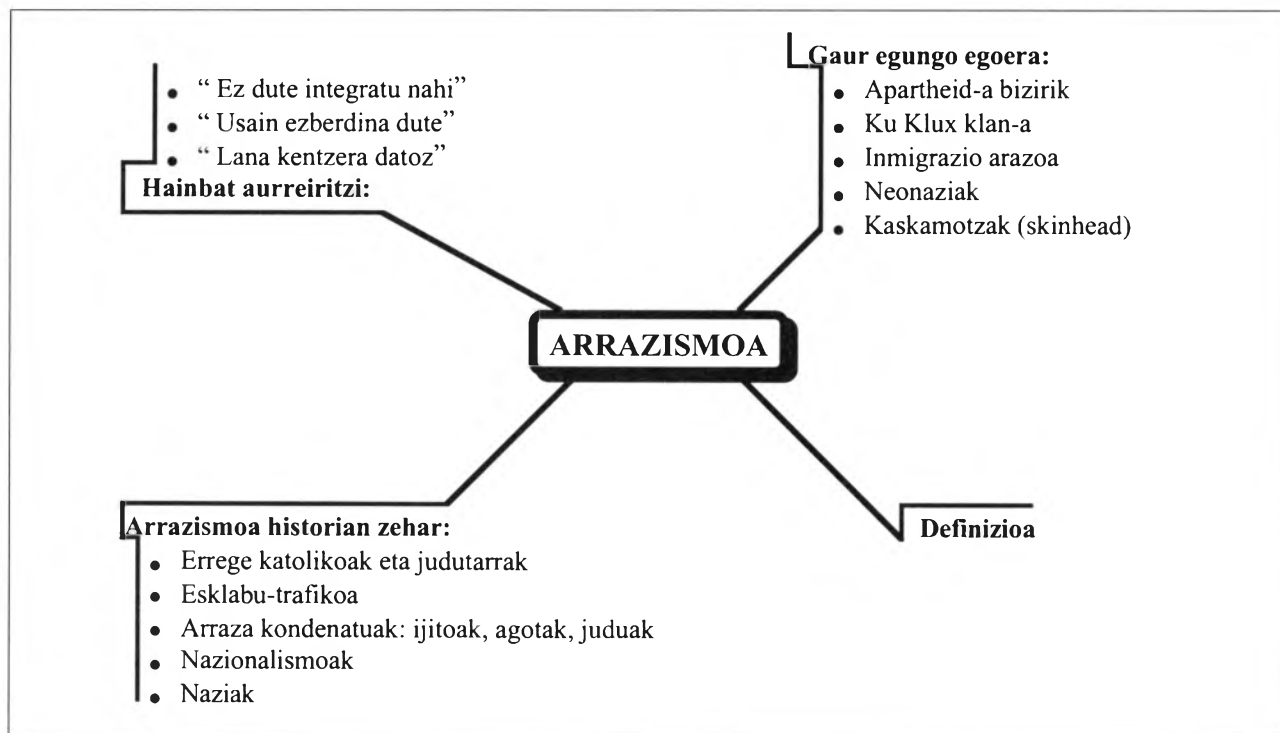 “ Ez dute integratu nahi”
“ Usain ezberdina dute”
“ Lana kentzera datoz”
Hainbat aurreiritzi:
Gaur egungo egoera:
Apartheid-a bizirik
Ku Klux klan-a
Inmigrazio arazoa
Neonaziak
Kaskamotzak (skinhead)
ARRAZISMOA
Arrazismoa historian zehar:
Errege katolikoak eta judutarrak
Esklabu-trafikoa
Arraza kondenatuak: ijitoak, agotak, juduak
Nazionalismoak
Naziak
Definizioa